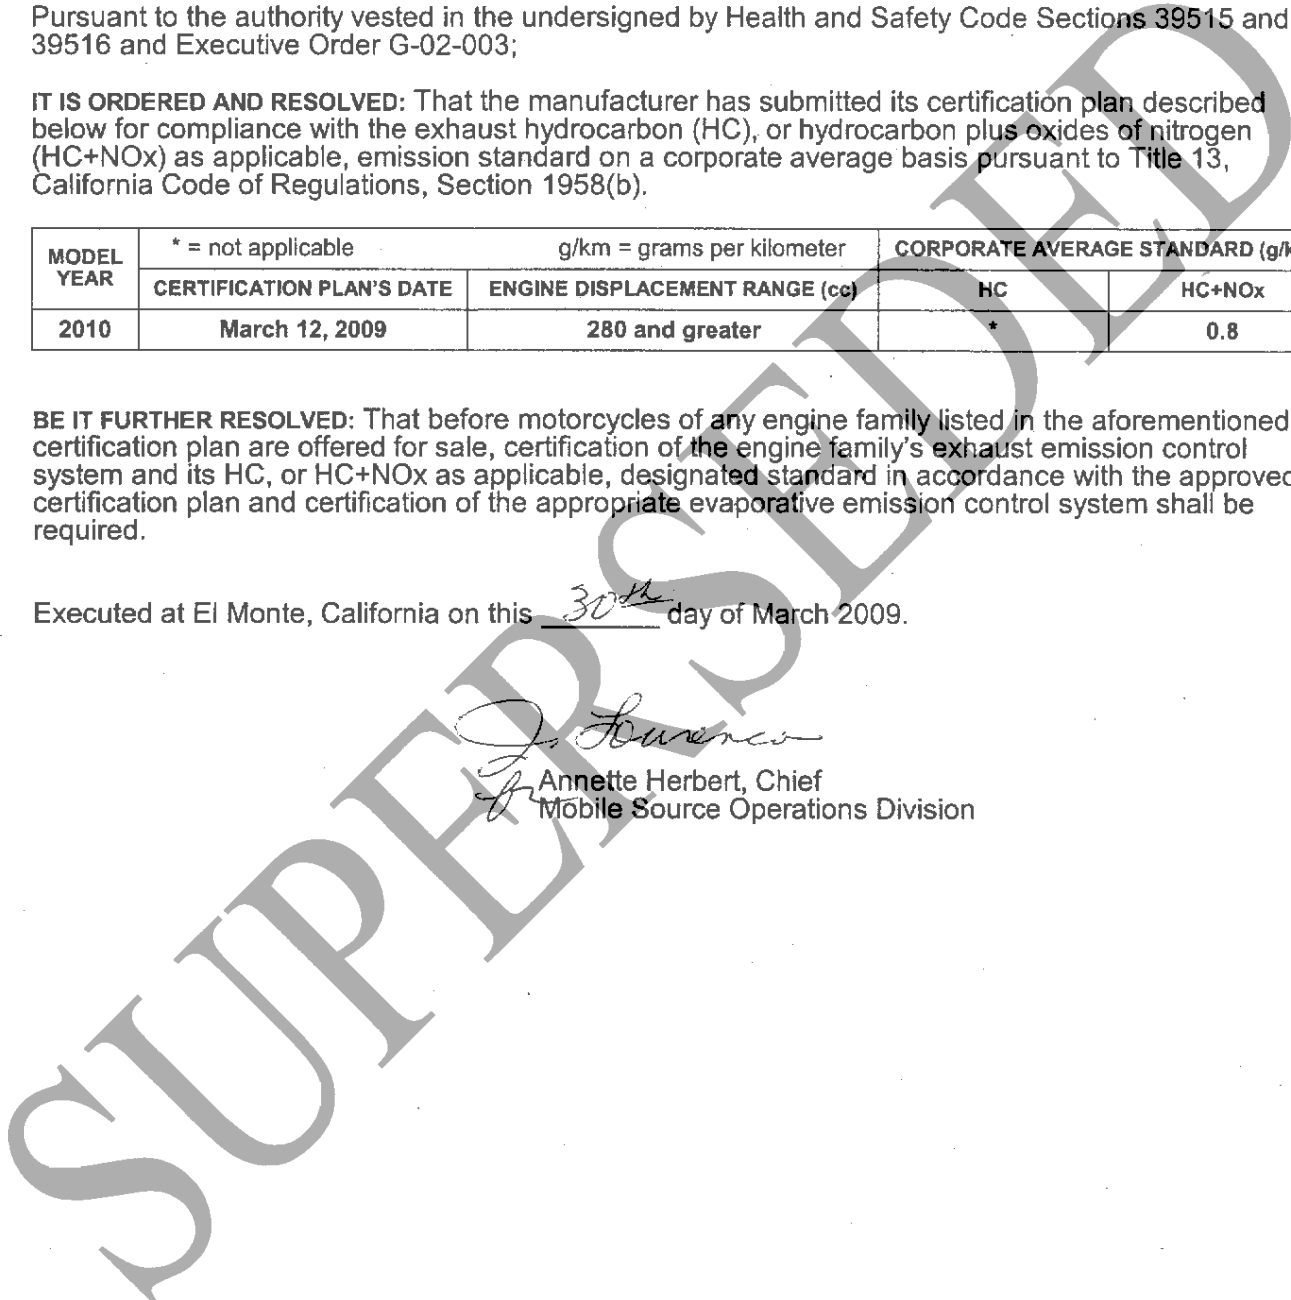 Pursuant to the authority vested in the undersigned by Health and Safety Code Sections 39515 and
39516 and Executive Order G-02-003;
IT IS ORDERED AND RESOLVED: That the manufacturer has submitted its certification plan described
below for compliance with the exhaust hydrocarbon (HC), or hydrocarbon plus oxides of nitrogen
(HC+NOx) as applicable, emission standard on a corporate average basis pursuant to Title 13,
California Code of Regulations, Section 1958(b).
MODEL YEAR
* = not applicable g/km = grams per kilometer CORPORATE AVERAGE STANDARD (g/k
CERTIFICATION PLAN'S DATE ENGINE DISPLACEMENT RANGE (cc) HC HC+NOx
2010 March 12, 2009 280 and greater * 0.8
BE IT FURTHER RESOLVED: That before motorcycles of any engine family listed in the aforementioned
certification plan are offered for sale, certification of the engine family's exhaust emission control
system and its HC, or HC+NOx as applicable, designated standard in accordance with the approved
certification plan and certification of the appropriate evaporative emission control system shall be
required.
Executed at El Monte, California on this 30th day of March 2009.
J. Lourenco
for Annette Herbert, Chief
Mobile Source Operations Division
SUPERSEDED